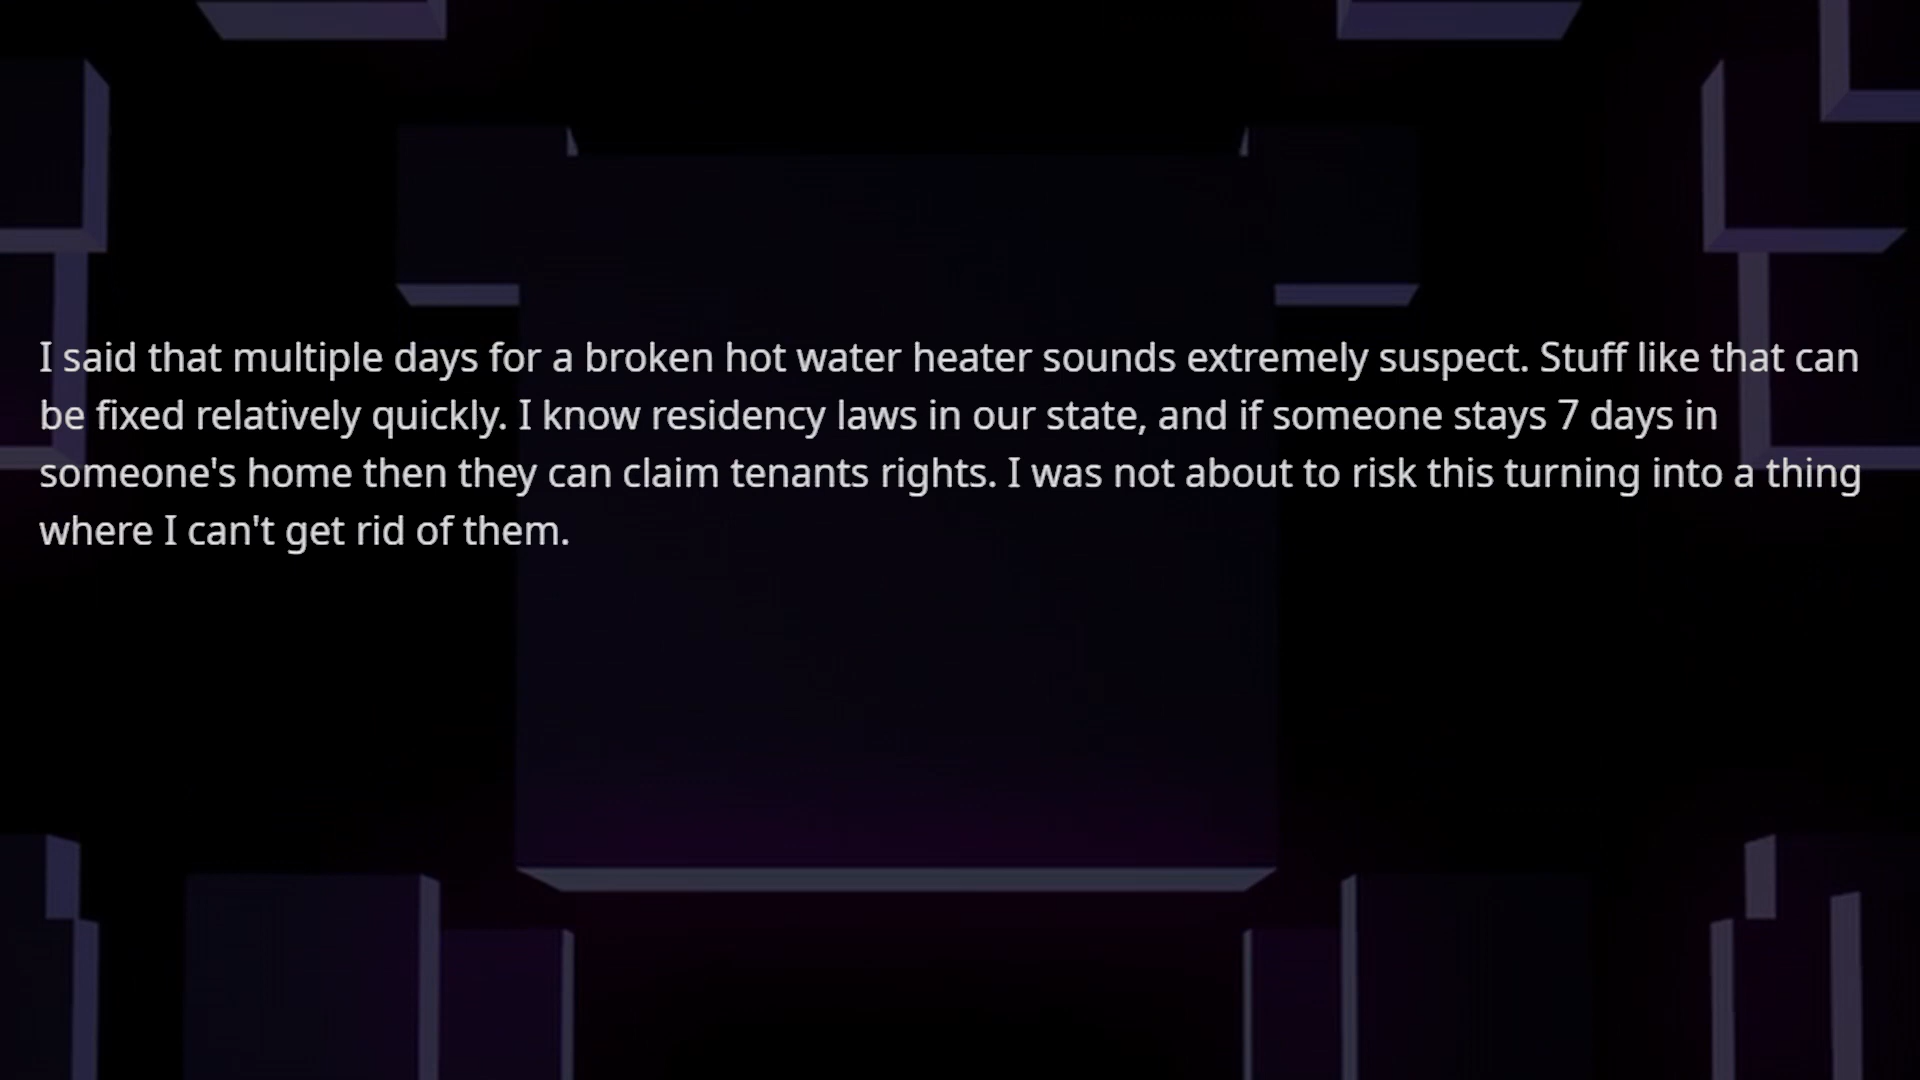 I said that multiple days for a broken hot water heater sounds extremely suspect. Stuff like that can
be fixed relatively quickly. I know residency laws in our state, and if someone stays 7 days in
someone's home then they can claim tenants rights. I was not about to risk this turning into a thing
where I can't get rid of them.